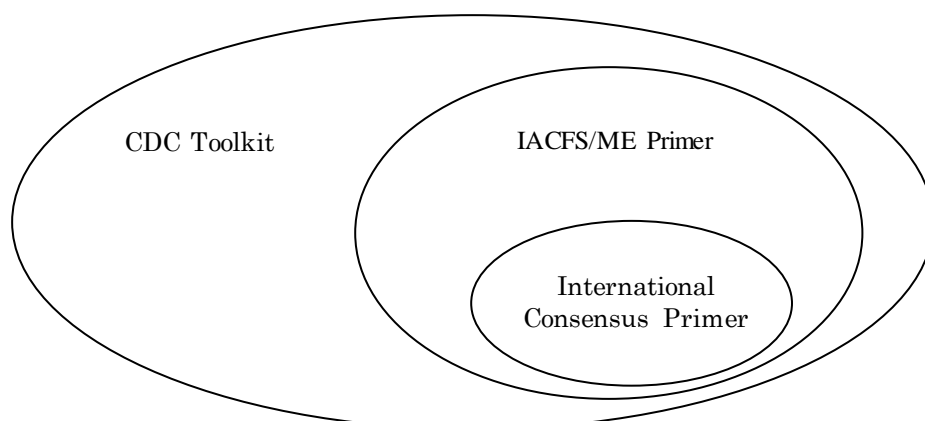 CDC Toolkit
IACFS/ME Primer
International
Consensus Primer